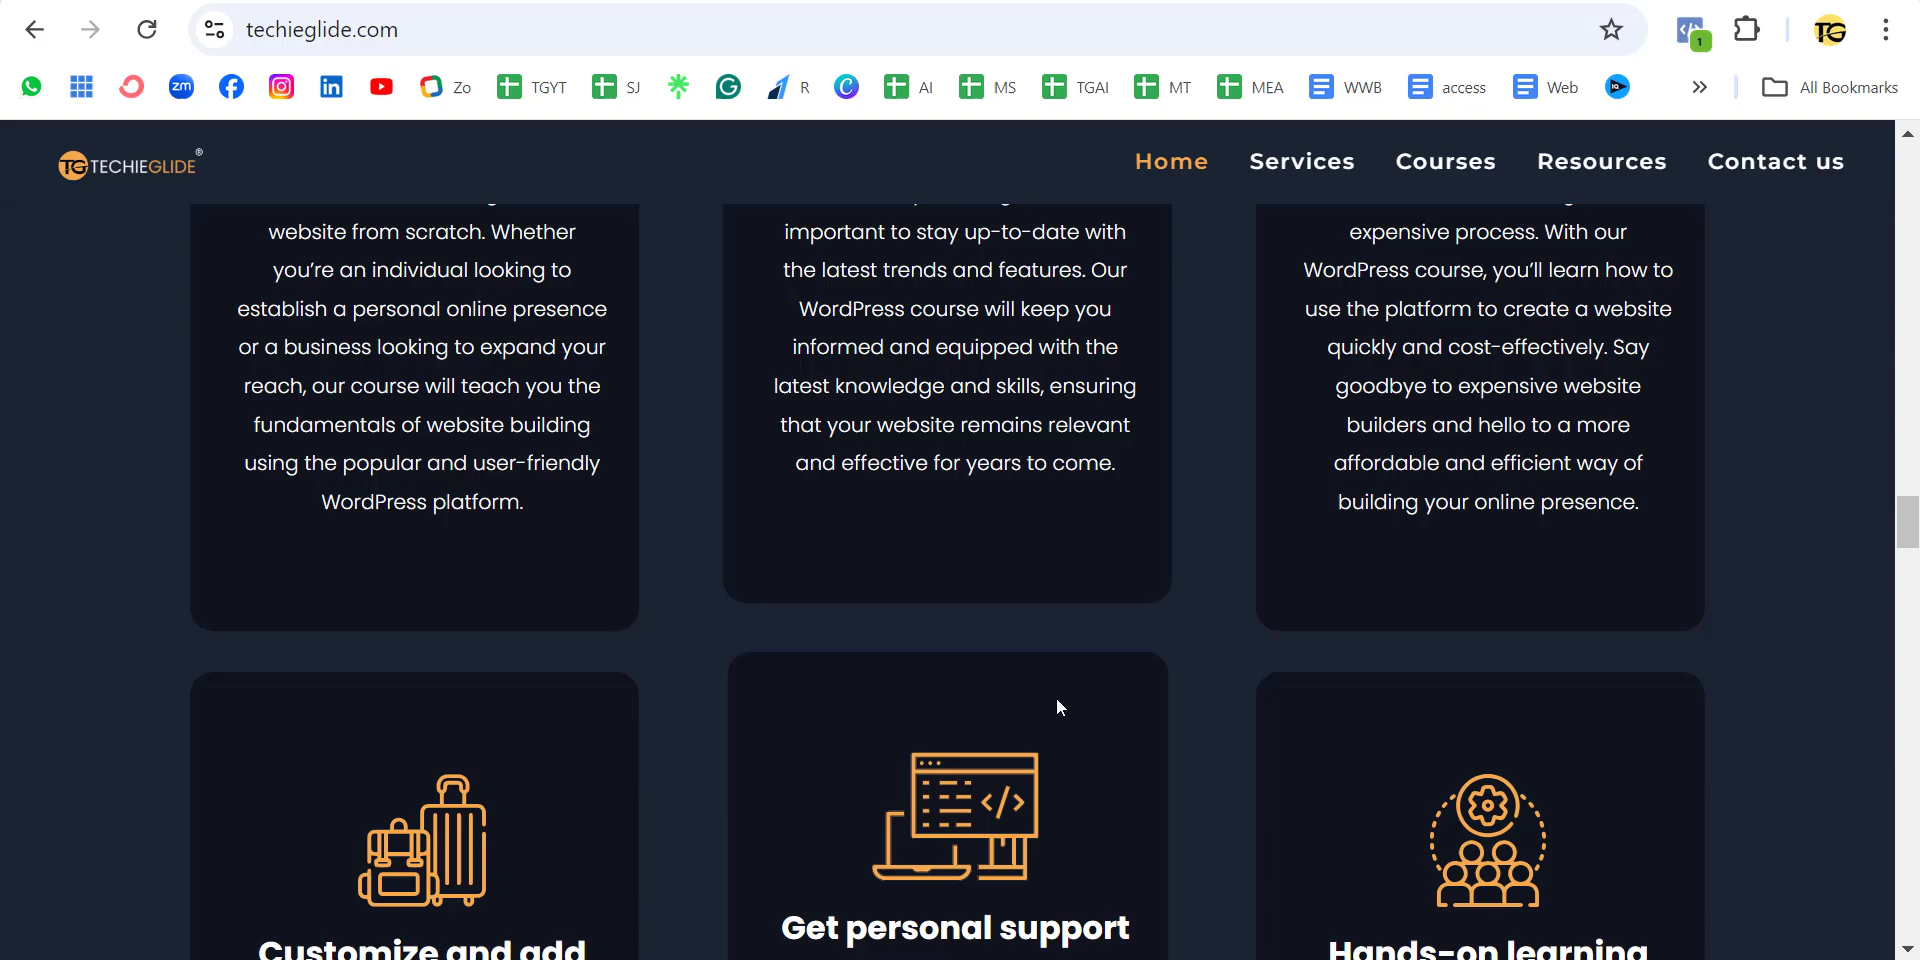 techieglide.com
1
TG
zm
Zo
TGYT
SJ
R
AI
MS
TGAI
MT
MEA
WWB
access
Web
All Bookmarks
TG TECHIEGLIDE®
Home
Services
Courses
Resources
Contact us
website from scratch. Whether
you’re an individual looking to
establish a personal online presence
or a business looking to expand your
reach, our course will teach you the
fundamentals of website building
using the popular and user-friendly
WordPress platform.
important to stay up-to-date with
the latest trends and features. Our
WordPress course will keep you
informed and equipped with the
latest knowledge and skills, ensuring
that your website remains relevant
and effective for years to come.
expensive process. With our
WordPress course, you’ll learn how to
use the platform to create a website
quickly and cost-effectively. Say
goodbye to expensive website
builders and hello to a more
affordable and efficient way of
building your online presence.
Customize and add
Get personal support
Hands-on learning